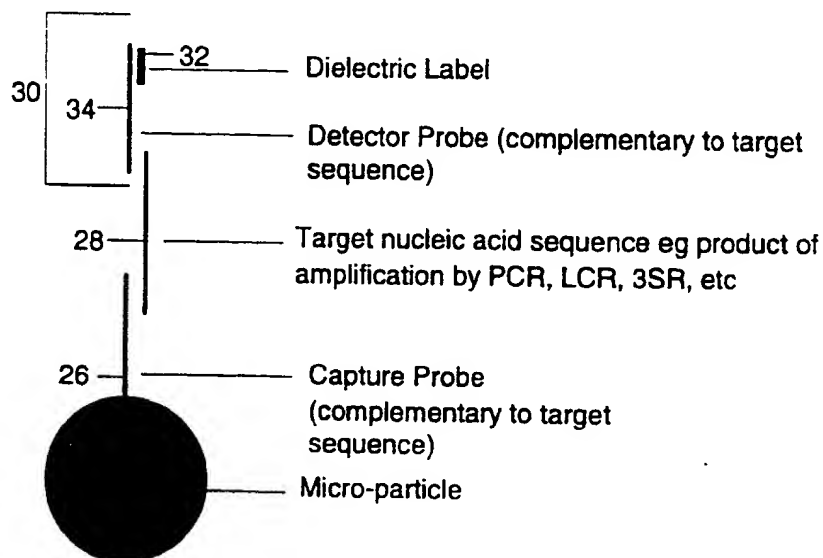 32
Dielectric Label
30
34
Detector Probe (complementary to target
sequence)
28
Target nucleic acid sequence eg product of
amplification by PCR, LCR, 3SR, etc
26
Capture Probe
(complementary to target
sequence)
Micro-particle